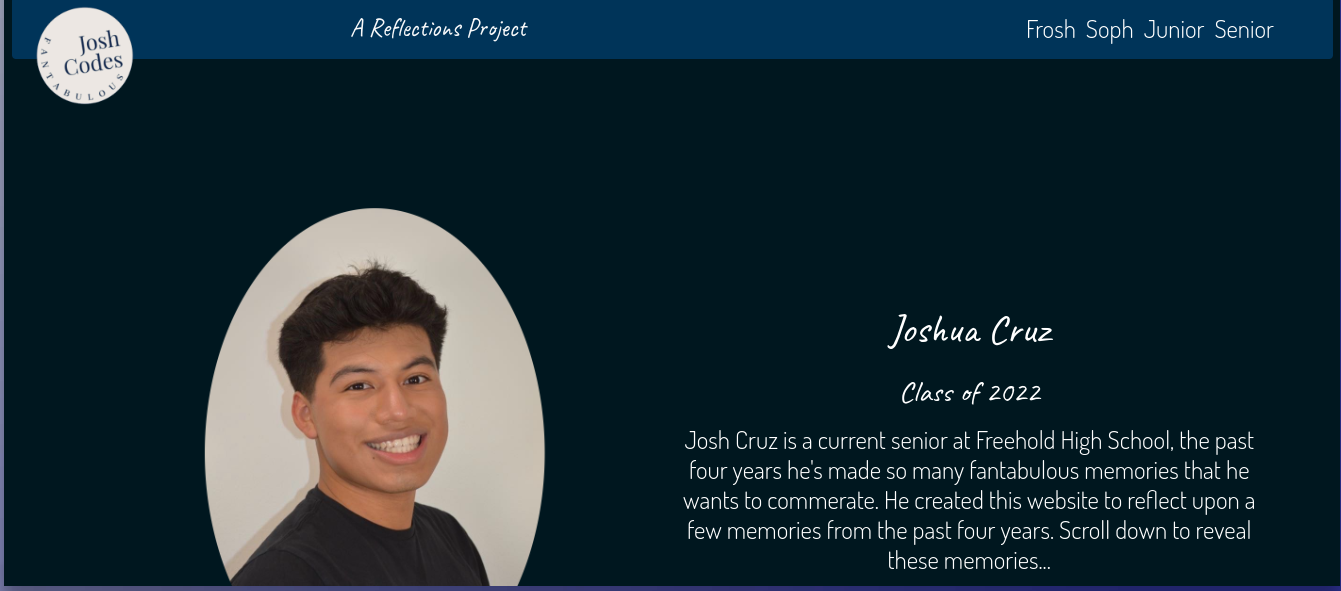 Josh
Codes
FANTABULOUS
A Reflections Project
Frosh Soph Junior Senior
Joshua Cruz
Class of 2022
Josh Cruz is a current senior at Freehold High School, the past
four years he's made so many fantabulous memories that he
wants to commerate. He created this website to reflect upon a
few memories from the past four years. Scroll down to reveal
these memories...